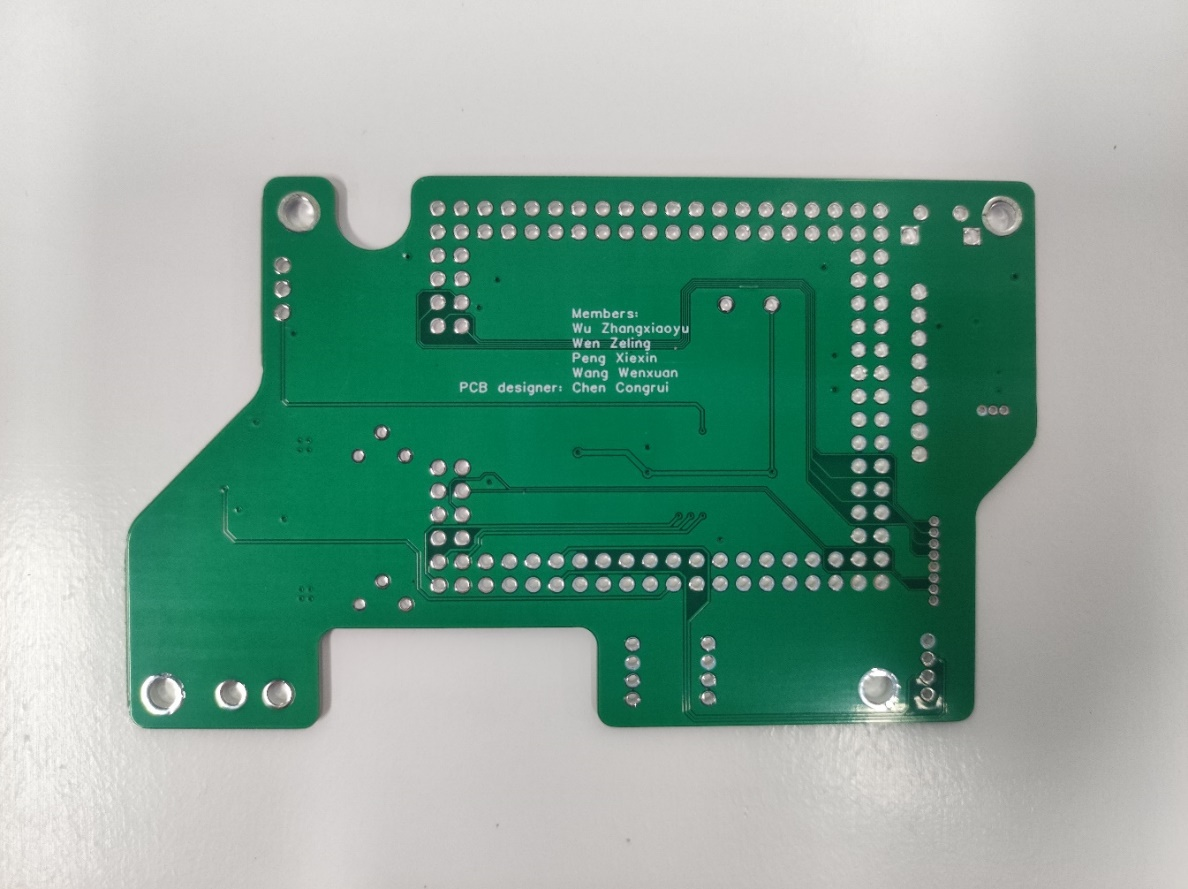 Members:
Wu Zhangxiaoyu
Wen Zeling
Peng Xiexin
Wang Wenxuan
PCB designer: Chen Congrui